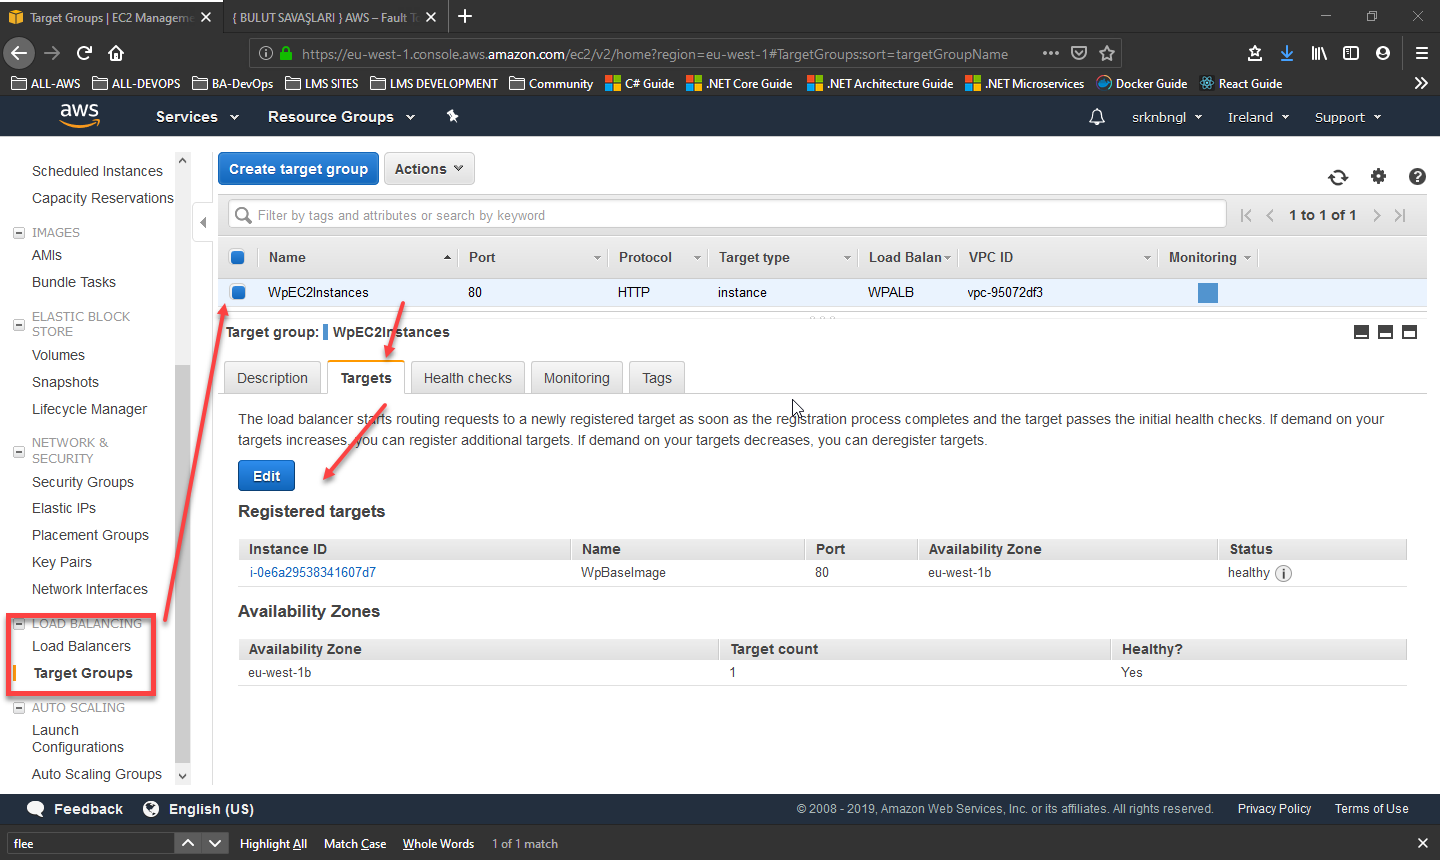 Target Groups | EC2 Manageme
{ BULUT SAVAŞLARI } AWS – Fault To
https://eu-west-1.console.aws.amazon.com/ec2/v2/home?region=eu-west-1#TargetGroups:sort=targetGroupName
ALL-AWS ALL-DEVOPS BA-DevOps LMS SITES LMS DEVELOPMENT Community C# Guide .NET Core Guide .NET Architecture Guide .NET Microservices Docker Guide React Guide
aws Services Resource Groups srknbngl Ireland Support
Scheduled Instances
Capacity Reservations
IMAGES
AMIs
Bundle Tasks
ELASTIC BLOCK
STORE
Volumes
Snapshots
Lifecycle Manager
NETWORK &
SECURITY
Security Groups
Elastic IPs
Placement Groups
Key Pairs
Network Interfaces
LOAD BALANCING
Load Balancers
Target Groups
AUTO SCALING
Launch
Configurations
Auto Scaling Groups
Create target group Actions
Filter by tags and attributes or search by keyword 1 to 1 of 1
Name Port Protocol Target type Load Balan VPC ID Monitoring
WpEC2Instances 80 HTTP instance WPALB vpc-95072df3
Target group: WpEC2Instances
Description Targets Health checks Monitoring Tags
The load balancer starts routing requests to a newly registered target as soon as the registration process completes and the target passes the initial health checks. If demand on your
targets increases, you can register additional targets. If demand on your targets decreases, you can deregister targets.
Edit
Registered targets
Instance ID Name Port Availability Zone Status
i-0e6a29538341607d7 WpBaseImage 80 eu-west-1b healthy
Availability Zones
Availability Zone Target count Healthy?
eu-west-1b 1 Yes
Feedback English (US) © 2008 - 2019, Amazon Web Services, Inc. or its affiliates. All rights reserved. Privacy Policy Terms of Use
flee Highlight All Match Case Whole Words 1 of 1 match